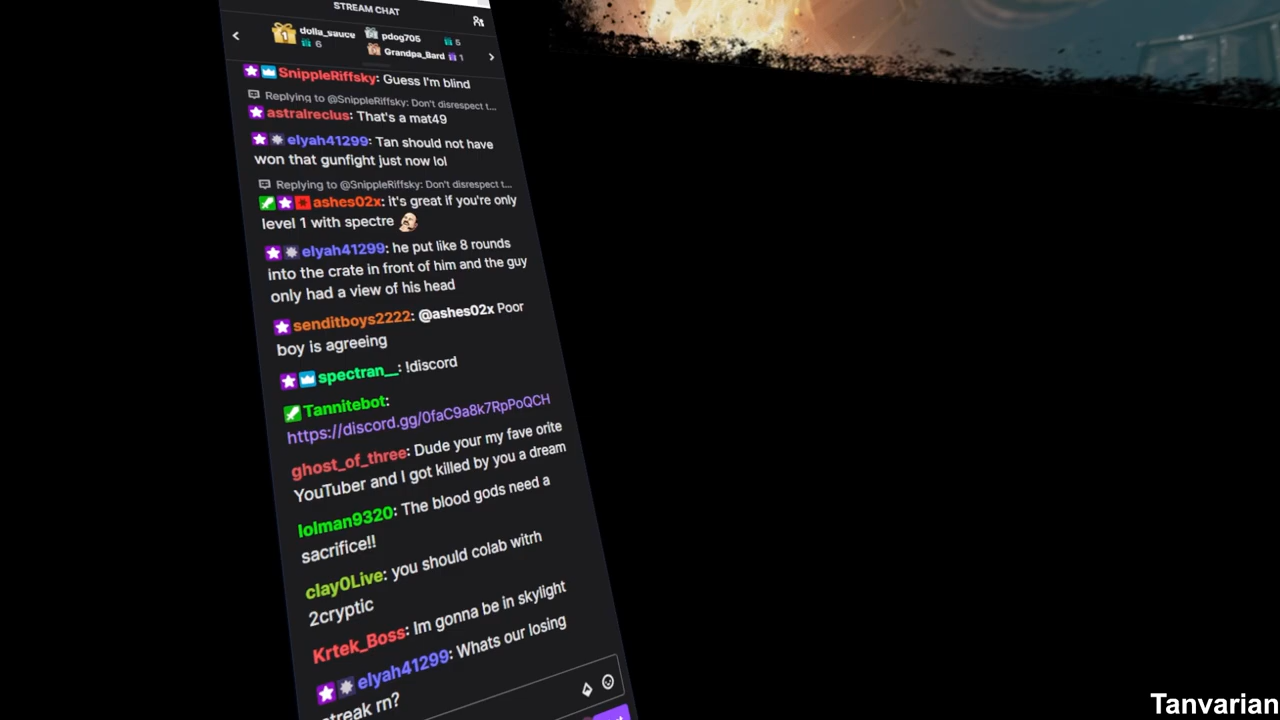 STREAM CHAT
1 dolla_sauce 6 pdog705 5
Grandpa_Bard 1
SnippleRiffsky: Guess I'm blind
Replying to @SnippleRiffsky: Don't disrespect t...
astralreclus: That's a mat49
elyah41299: Tan should not have
won that gunfight just now lol
Replying to @SnippleRiffsky: Don't disrespect t...
ashes02x: it's great if you're only
level 1 with spectre
elyah41299: he put like 8 rounds
into the crate in front of him and the guy
only had a view of his head
senditboys2222: @ashes02x Poor
boy is agreeing
spectran__: !discord
Tannitebot:
https://discord.gg/0faC9a8k7RpPoQCH
ghost_of_three: Dude your my fave orite
YouTuber and I got killed by you a dream
lolman9320: The blood gods need a
sacrifice!!
clay0Live: you should colab witrh
2cryptic
Krtek_Boss: Im gonna be in skylight
elyah41299: Whats our losing
streak rn?
Tanvarian